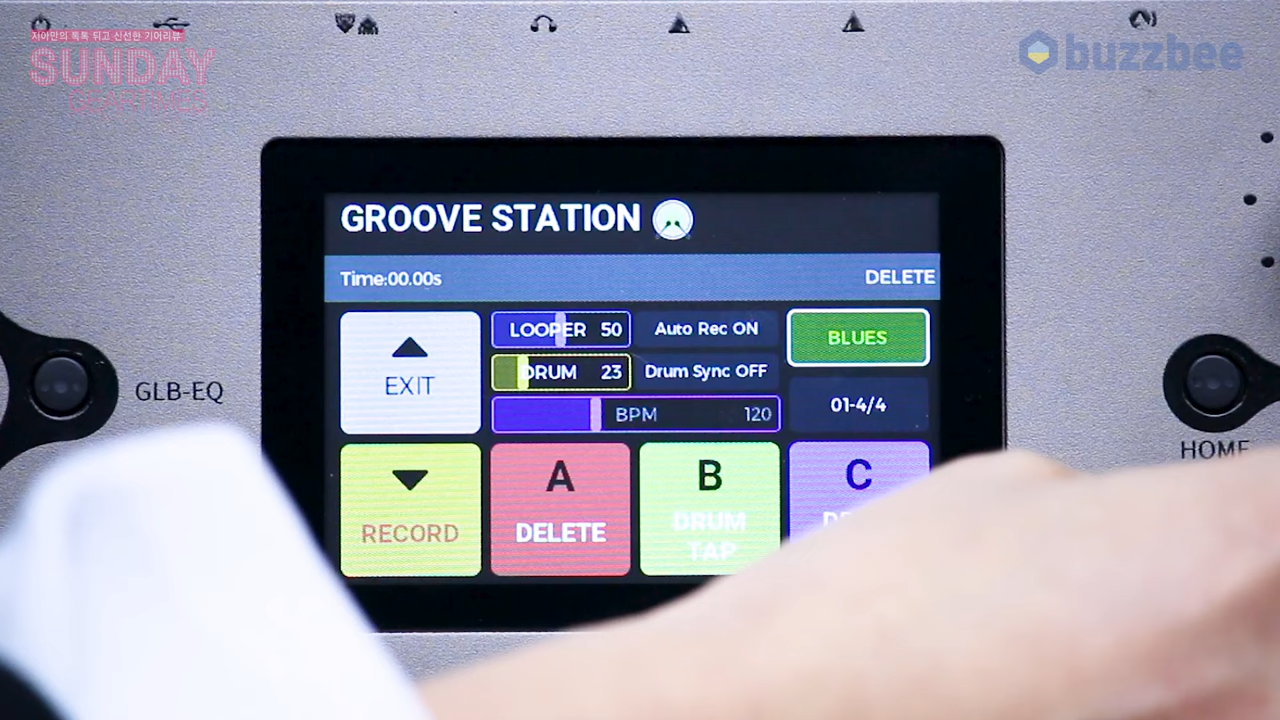 지아만의 톡톡 튀고 신선한 기어리뷰
SUNDAY
GEARTIMES
buzzbee
GROOVE STATION
Time:00.00s
DELETE
EXIT
LOOPER 50
Auto Rec ON
BLUES
DRUM 23
Drum Sync OFF
BPM 120
01-4/4
GLB-EQ
HOME
RECORD
A
DELETE
B
DRUM
TAP
C